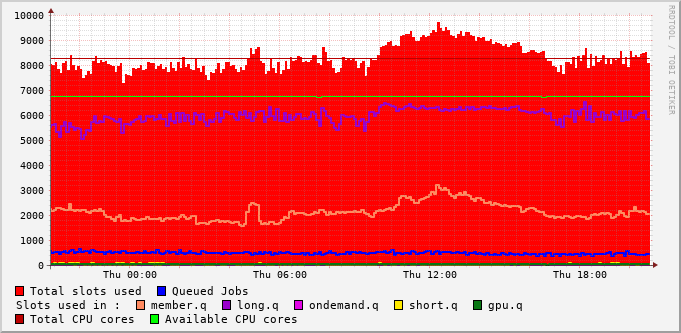 10000
9000
8000
7000
6000
5000
4000
3000
2000
1000
0
Thu 00:00 Thu 06:00 Thu 12:00 Thu 18:00
RRDTOOL / TOBI OETIKER
Total slots used Queued Jobs
Slots used in : member.q long.q ondemand.q short.q gpu.q
Total CPU cores Available CPU cores